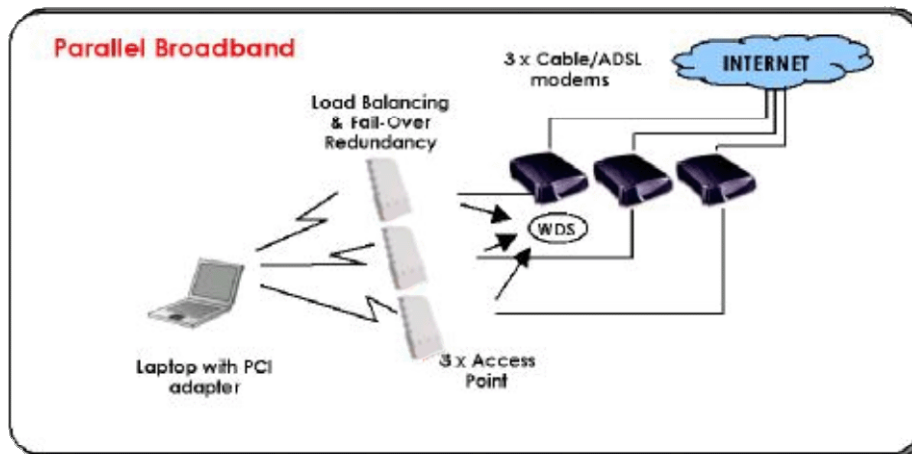 Parallel Broadband
3 x Cable/ADSL
modems
INTERNET
Load Balancing
& Fail-Over
Redundancy
WDS
Laptop with PCI
adapter
3 x Access
Point